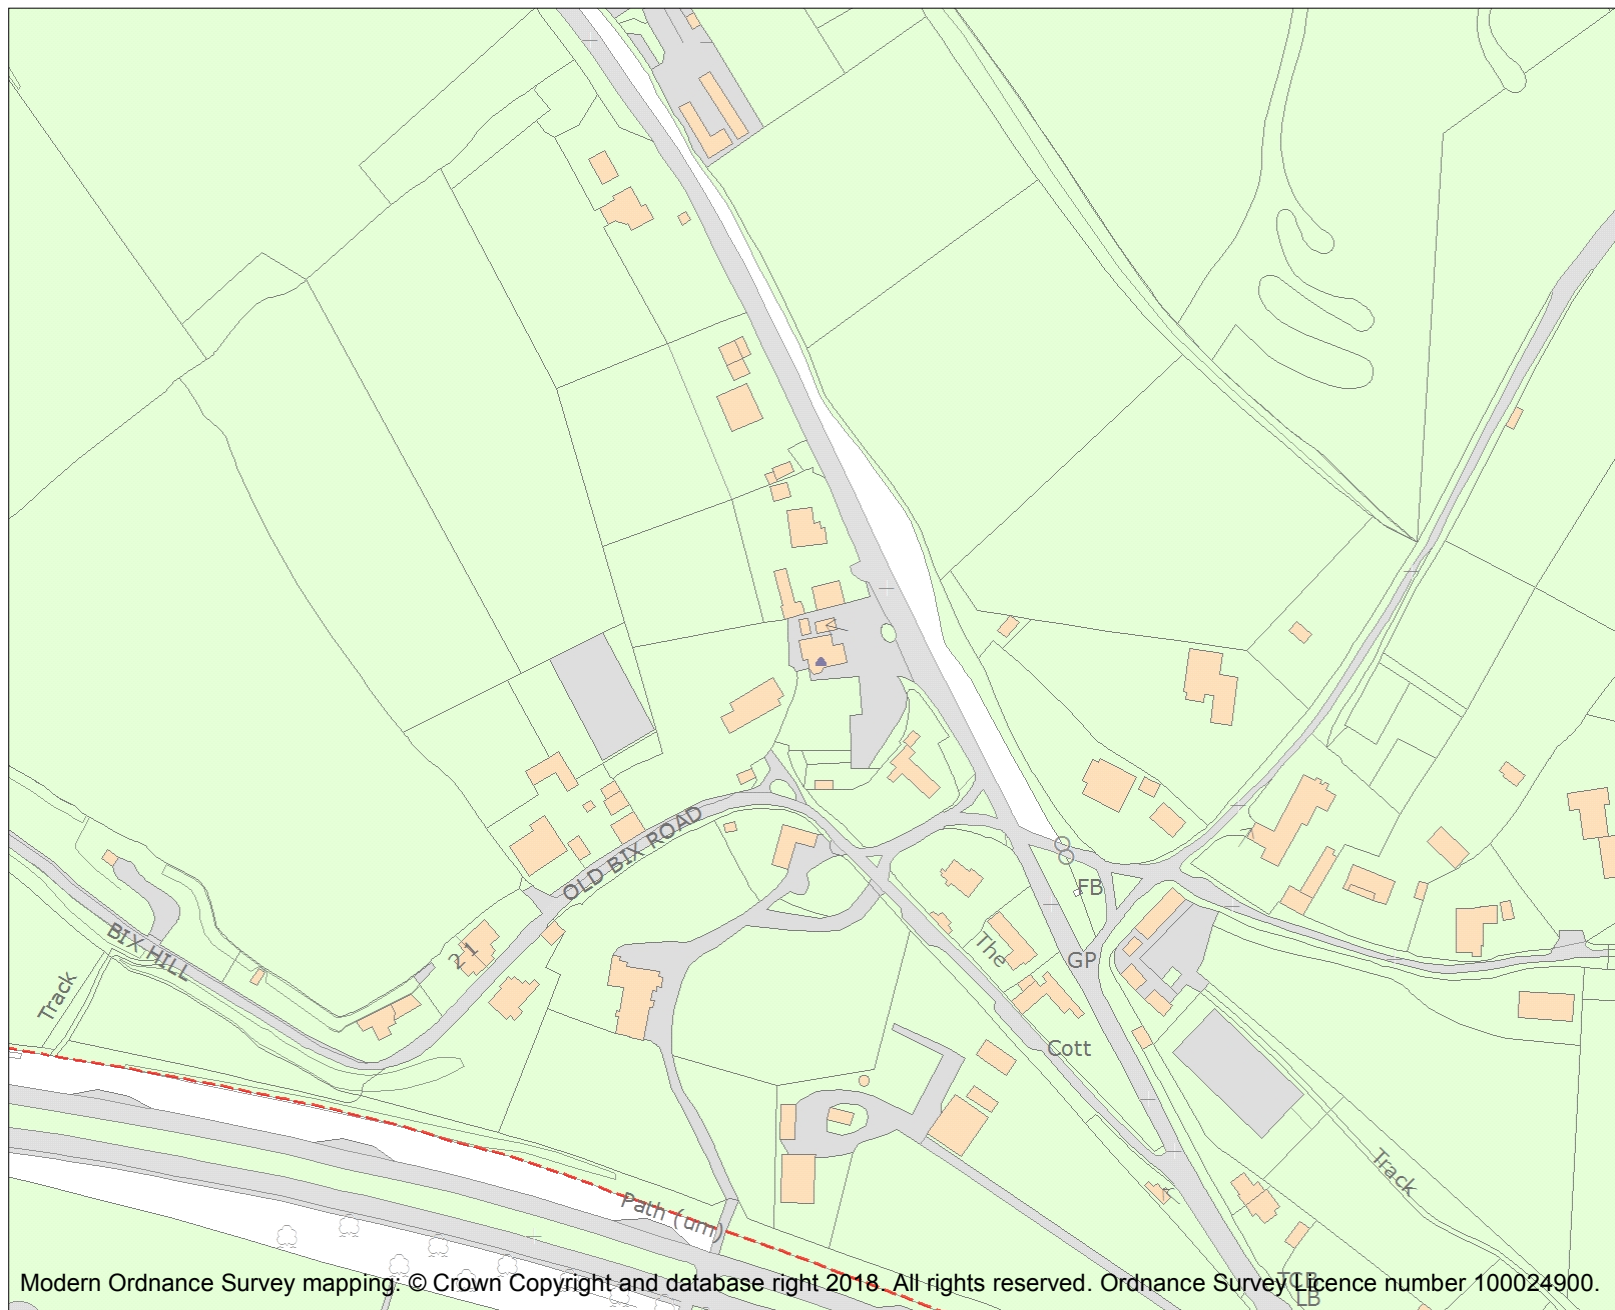 OLD BIX ROAD
FB
BIX HILL
21
The
GP
Track
Cott
Track
Path (um)
TCB
LB
Modern Ordnance Survey mapping: © Crown Copyright and database right 2018. All rights reserved. Ordnance Survey Licence number 100024900.